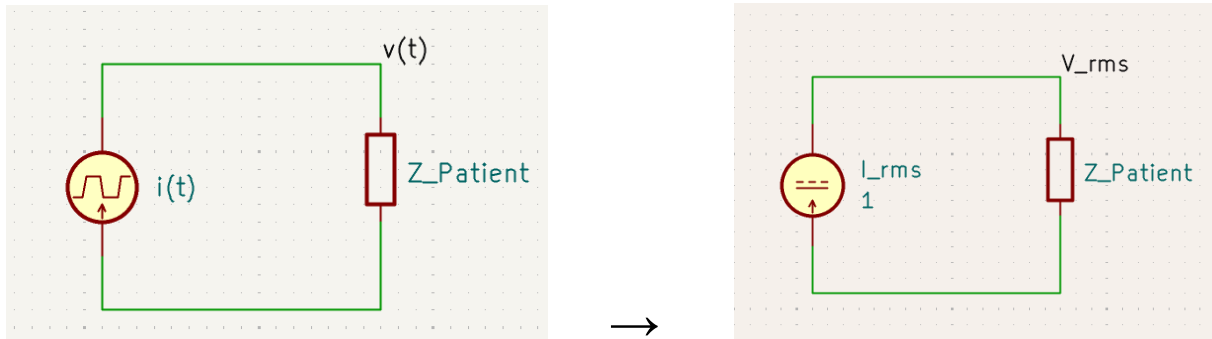 v(t)
i(t)
Z_Patient
→
V_rms
I_rms
1
Z_Patient